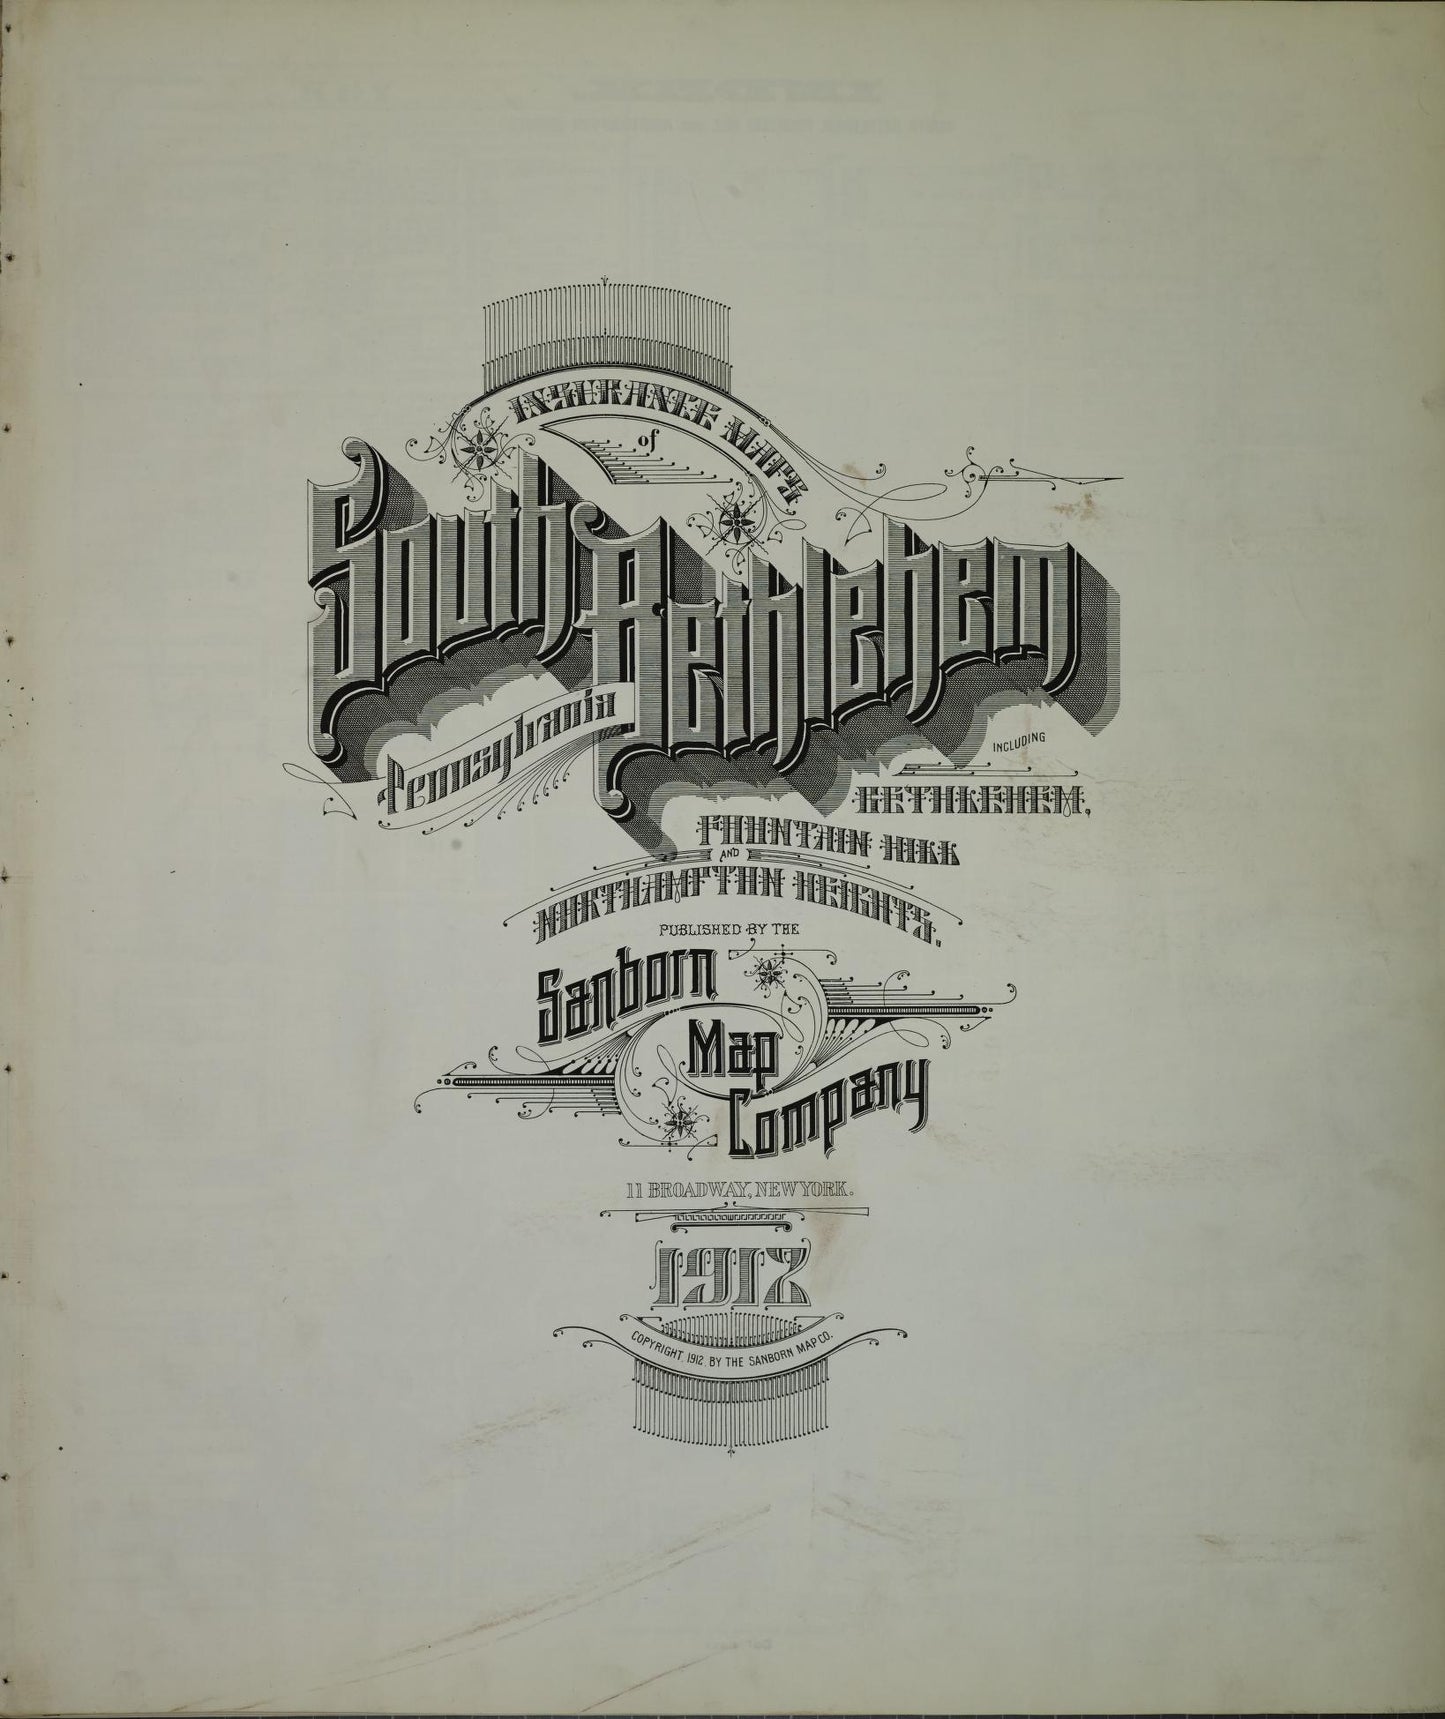 INSURANCE MAPS
of
South Bethlehem
Pennsylvania
INCLUDING
BETHLEHEM,
FOUNTAIN HILL
AND
NORTHAMPTON HEIGHTS.
PUBLISHED BY THE
Sanborn
Map
Company
11 BROADWAY, NEW YORK.
1912
COPYRIGHT, 1912, BY THE SANBORN MAP CO.